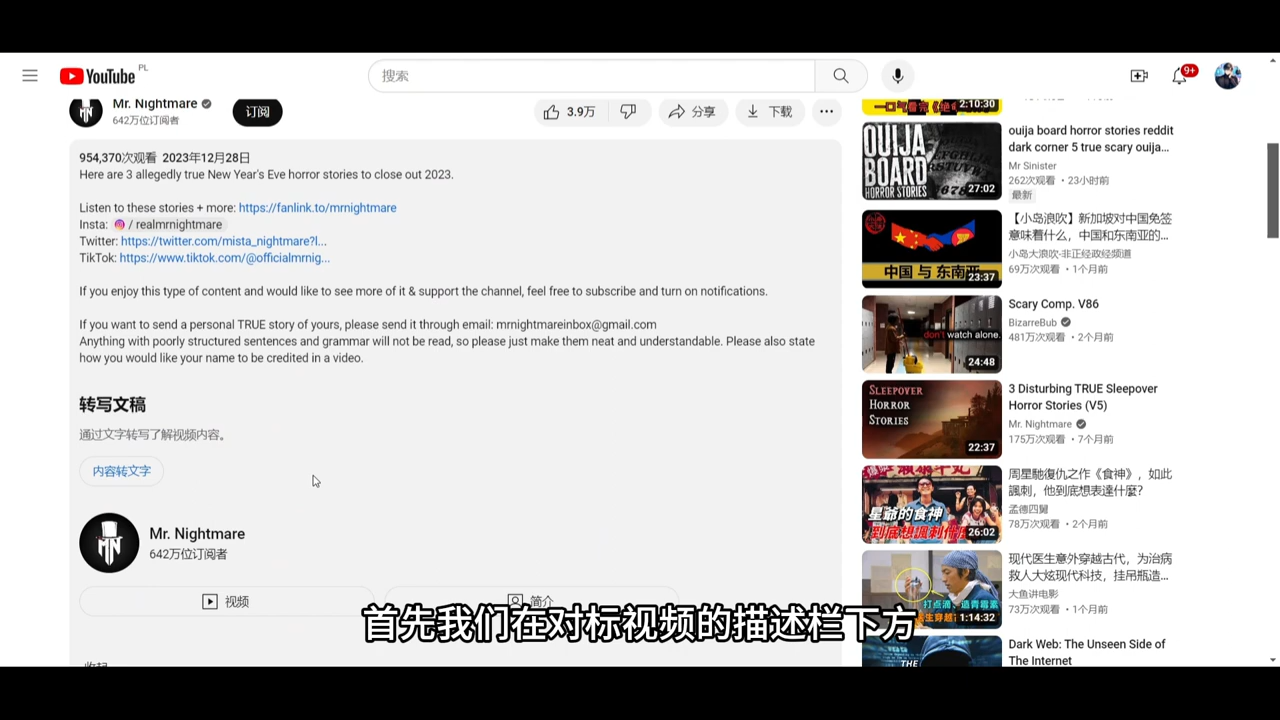 YouTube PL
搜索
9+
Mr. Nightmare
642万位订阅者
订阅
3.9万
分享
下载
954,370次观看 2023年12月28日
Here are 3 allegedly true New Year's Eve horror stories to close out 2023.
Listen to these stories + more: https://fanlink.to/mrnightmare
Insta: / realmrnightmare
Twitter: https://twitter.com/mista_nightmare?l...
TikTok: https://www.tiktok.com/@officialmrnig...
If you enjoy this type of content and would like to see more of it & support the channel, feel free to subscribe and turn on notifications.
If you want to send a personal TRUE story of yours, please send it through email: mrnightmareinbox@gmail.com
Anything with poorly structured sentences and grammar will not be read, so please just make them neat and understandable. Please also state
how you would like your name to be credited in a video.
转写文稿
通过文字转写了解视频内容。
内容转文字
MN
Mr. Nightmare
642万位订阅者
视频
简介
收起
首先我们在对标视频的描述栏下方
2:10:30
OUIJA
BOARD
HORROR STORIES
27:02
ouija board horror stories reddit
dark corner 5 true scary ouija...
Mr Sinister
262次观看 • 23小时前
最新
中国 与 东南亚
23:37
【小岛浪吹】新加坡对中国免签
意味着什么，中国和东南亚的...
小岛大浪吹-非正经政经频道
69万次观看 • 1个月前
don't watch alone.
24:48
Scary Comp. V86
BizarreBub
481万次观看 • 2个月前
SLEEPOVER
HORROR
STORIES
22:37
3 Disturbing TRUE Sleepover
Horror Stories (V5)
Mr. Nightmare
175万次观看 • 7个月前
星爺的食神
26:02
周星馳復仇之作《食神》，如此
諷刺，他到底想表達什麼?
孟德四舅
78万次观看 • 2个月前
1:14:32
现代医生意外穿越古代，为治病
救人大炫现代科技，挂吊瓶造...
大鱼讲电影
73万次观看 • 1个月前
THE
Dark Web: The Unseen Side of
The Internet